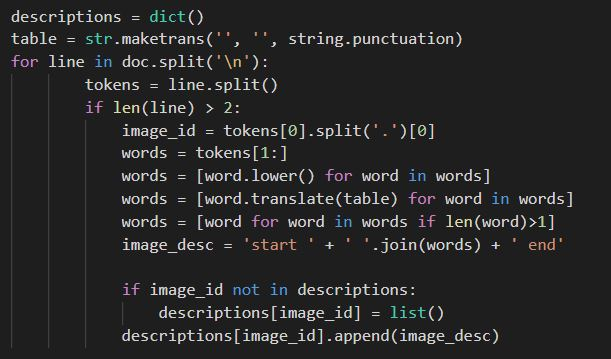 descriptions = dict()
table = str.maketrans('', '', string.punctuation)
for line in doc.split('\n'):
        tokens = line.split()
        if len(line) > 2:
            image_id = tokens[0].split('.')[0]
            words = tokens[1:]
            words = [word.lower() for word in words]
            words = [word.translate(table) for word in words]
            words = [word for word in words if len(word)>1]
            image_desc = 'start ' + ' '.join(words) + ' end'

            if image_id not in descriptions:
                descriptions[image_id] = list()
            descriptions[image_id].append(image_desc)